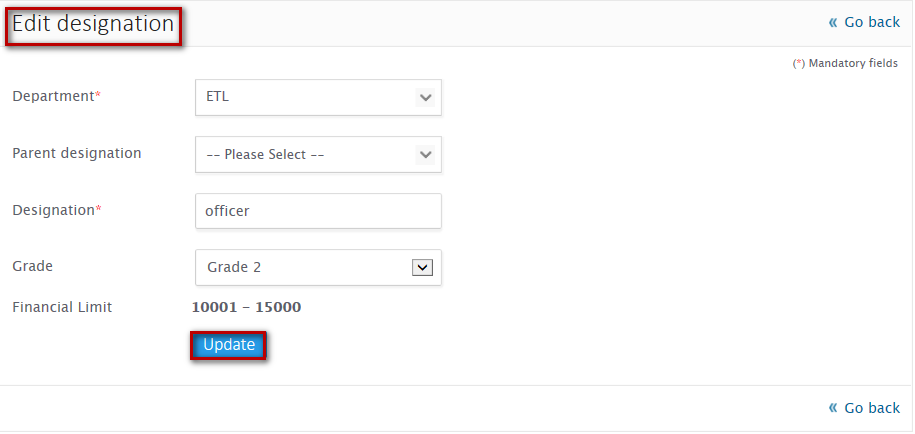 Edit designation
« Go back
(*) Mandatory fields
Department* ETL
Parent designation -- Please Select --
Designation* officer
Grade Grade 2
Financial Limit 10001 - 15000
Update
« Go back